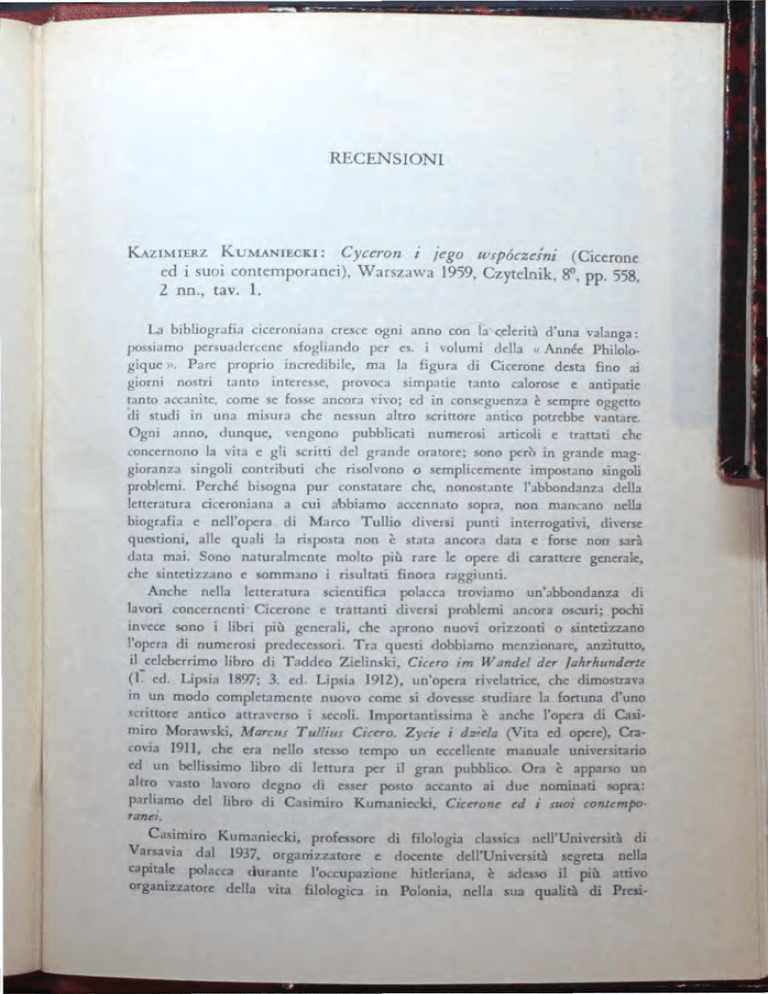 RECENSIONI
KAZIMIERZ KUMANIECKI: Cyceron i jego wspócześni (Cicerone
ed i suoi contemporanei), Warszawa 1959, Czytelnik, 8º, pp. 558,
2 nn., tav. 1.
La bibliografia ciceroniana cresce ogni anno con la celerità d'una valanga:
possiamo persuadercene sfogliando per es. i volumi della « Année Philolo-
gique ». Pare proprio incredibile, ma la figura di Cicerone desta fino ai
giorni nostri tanto interesse, provoca simpatie tanto calorose e antipatie
tanto accanite, come se fosse ancora vivo; ed in conseguenza è sempre oggetto
di studi in una misura che nessun altro scrittore antico potrebbe vantare.
Ogni anno, dunque, vengono pubblicati numerosi articoli e trattati che
concernono la vita e gli scritti del grande oratore; sono però in grande mag-
gioranza singoli contributi che risolvono o semplicemente impostano singoli
problemi. Perché bisogna pur constatare che, nonostante l'abbondanza della
letteratura ciceroniana a cui abbiamo accennato sopra, non mancano nella
biografia e nell'opera di Marco Tullio diversi punti interrogativi, diverse
questioni, alle quali la risposta non è stata ancora data e forse non sarà
data mai. Sono naturalmente molto più rare le opere di carattere generale,
che sintetizzano e sommano i risultati finora raggiunti.
Anche nella letteratura scientifica polacca troviamo un'abbondanza di
lavori concernenti Cicerone e trattanti diversi problemi ancora oscuri; pochi
invece sono i libri più generali, che aprono nuovi orizzonti o sintetizzano
l'opera di numerosi predecessori. Tra questi dobbiamo menzionare, anzitutto,
il celeberrimo libro di Taddeo Zielinski, Cicero im Wandel der Jahrhunderte
(1. ed. Lipsia 1897; 3. ed. Lipsia 1912), un'opera rivelatrice, che dimostrava
in un modo completamente nuovo come si dovesse studiare la fortuna d'uno
scrittore antico attraverso i secoli. Importantissima è anche l'opera di Casi-
miro Morawski, Marcus Tullius Cicero. Zycie i dziela (Vita ed opere), Cra-
covia 1911, che era nello stesso tempo un eccellente manuale universitario
ed un bellissimo libro di lettura per il gran pubblico. Ora è apparso un
altro vasto lavoro degno di esser posto accanto ai due nominati sopra:
parliamo del libro di Casimiro Kumaniecki, Cicerone ed i suoi contempo-
ranei.
Casimiro Kumaniecki, professore di filologia classica nell'Università di
Varsavia dal 1937, organizzatore e docente dell'Università segreta nella
capitale polacca durante l'occupazione hitleriana, è adesso il più attivo
organizzatore della vita filologica in Polonia, nella sua qualità di Presi-